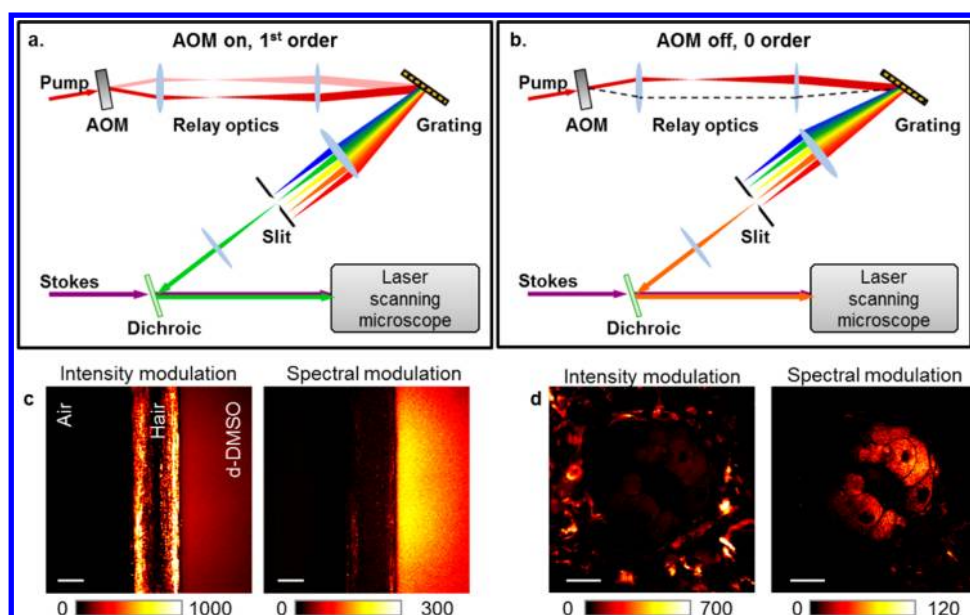 a.
AOM on, 1st order
Pump
AOM
Relay optics
Grating
Slit
Stokes
Dichroic
Laser
scanning
microscope
b.
AOM off, 0 order
Pump
AOM
Relay optics
Grating
Slit
Stokes
Dichroic
Laser
scanning
microscope
c
Intensity modulation
Spectral modulation
Air
Hair
d-DMSO
0 1000
0 300
d
Intensity modulation
Spectral modulation
0 700
0 120